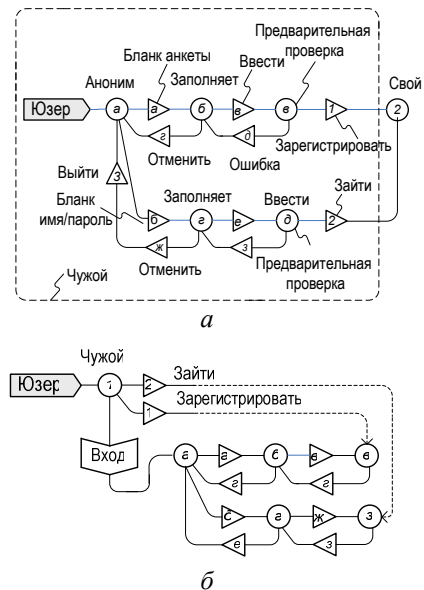 Предварительная
проверка
Бланк анкеты
Ввести
Аноним
Заполняет
Свой
Юзер
а
а
б
в
в
1
2
г
д
Зарегистрировать
Отменить
Ошибка
Выйти
З
Заполняет
Ввести
Зайти
Бланк
имя/пароль
б
г
е
д
2
ж
з
Отменить
Предварительная
проверка
Чужой
а
Чужой
Юзер
1
2
Зайти
1
Зарегистрировать
Вход
а
г
в
в
г
г
г
ж
З
е
з
б